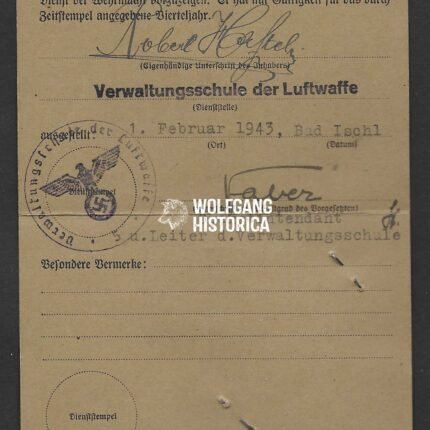 Dienst der Wehrmacht vorzuzeigen. Er hat nur Gültigkeit für das durch
Zeitstempel angegebene Vierteljahr.
(Eigenhändige Unterschrift des Inhabers)
Verwaltungsschule der Luftwaffe
(Dienststelle)
ausgestellt: 1. Februar 1943, Bad Ischl
(Ort) (Datum)
Verwaltungsschule der Luftwaffe
Dienststempel
Faber
WOLFGANG
HISTORICA
grad des Vorgesetzten)
u.Leiter d.Verwaltungsschule
Besondere Vermerke:
Dienststempel